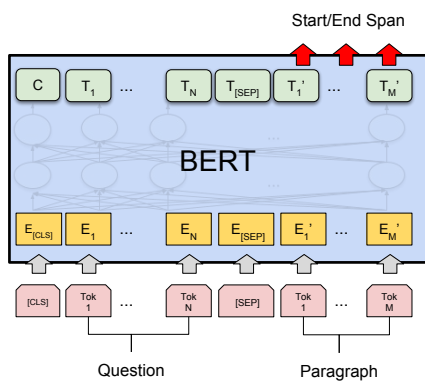 Start/End Span
C T1 ... TN T[SEP] T1' ... TM'
BERT
E[CLS] E1 ... EN E[SEP] E1' ... EM'
[CLS] Tok 1 ... Tok N [SEP] Tok 1 ... Tok M
Question Paragraph